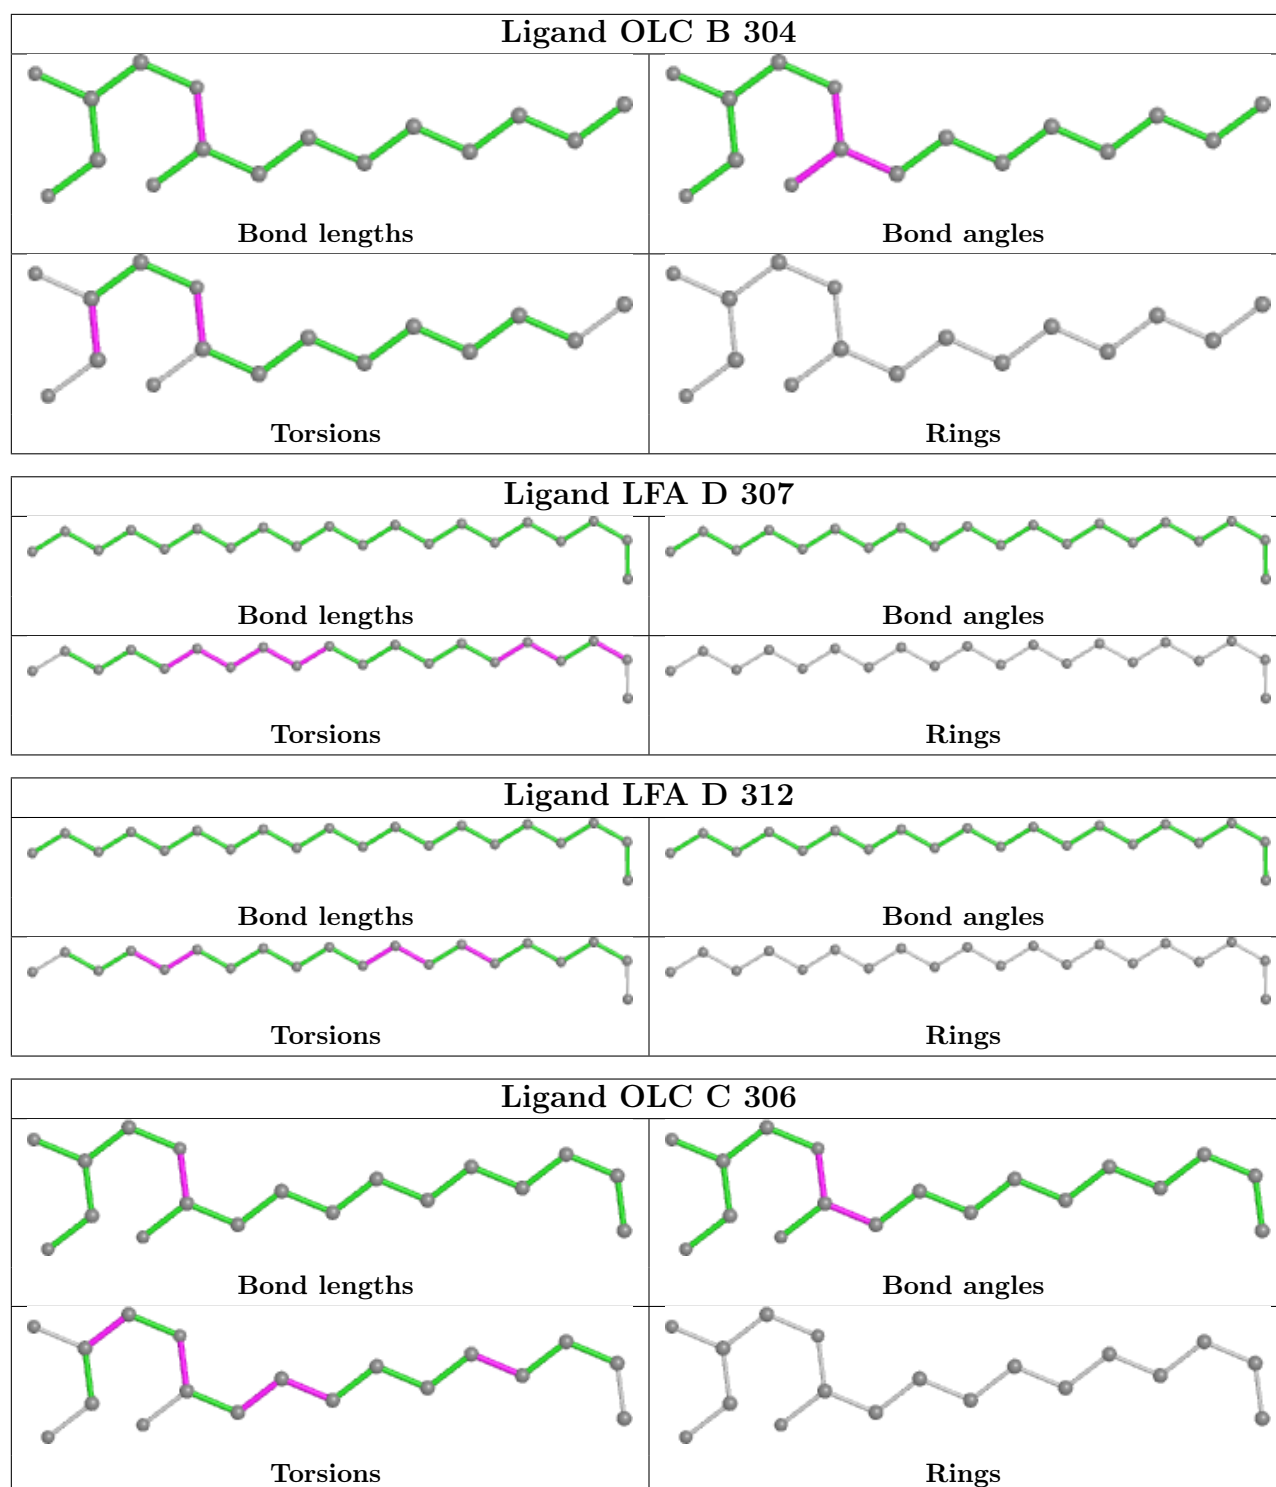 Ligand OLC B 304
Bond lengths
Bond angles
Torsions
Rings
Ligand LFA D 307
Bond lengths
Bond angles
Torsions
Rings
Ligand LFA D 312
Bond lengths
Bond angles
Torsions
Rings
Ligand OLC C 306
Bond lengths
Bond angles
Torsions
Rings